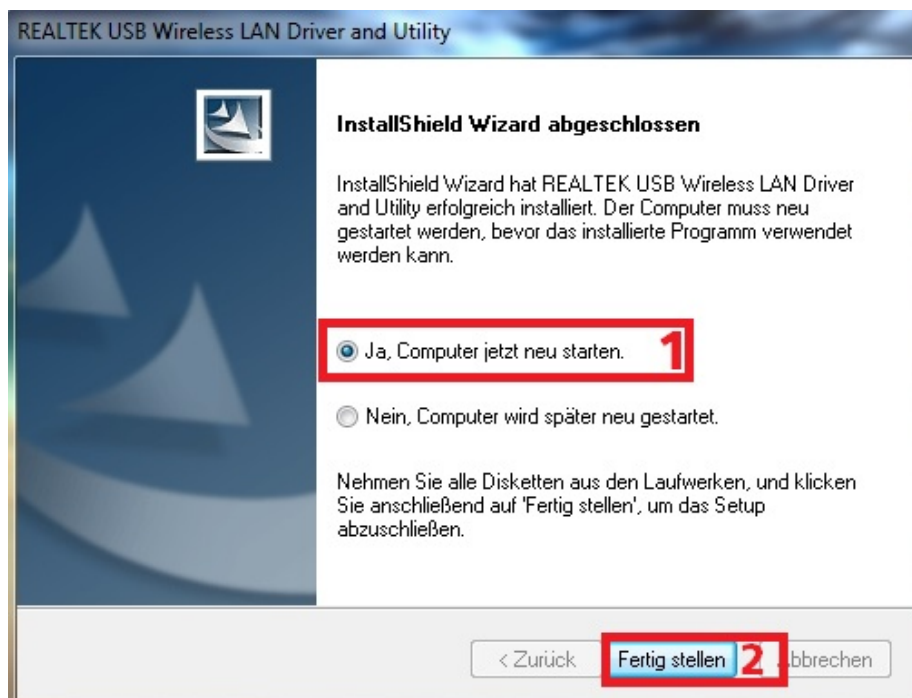 REALTEK USB Wireless LAN Driver and Utility
InstallShield Wizard abgeschlossen
InstallShield Wizard hat REALTEK USB Wireless LAN Driver
and Utility erfolgreich installiert. Der Computer muss neu
gestartet werden, bevor das installierte Programm verwendet
werden kann.
Ja, Computer jetzt neu starten. 1
Nein, Computer wird später neu gestartet.
Nehmen Sie alle Disketten aus den Laufwerken, und klicken
Sie anschließend auf 'Fertig stellen', um das Setup
abzuschließen.
< Zurück Fertig stellen 2 bbrechen